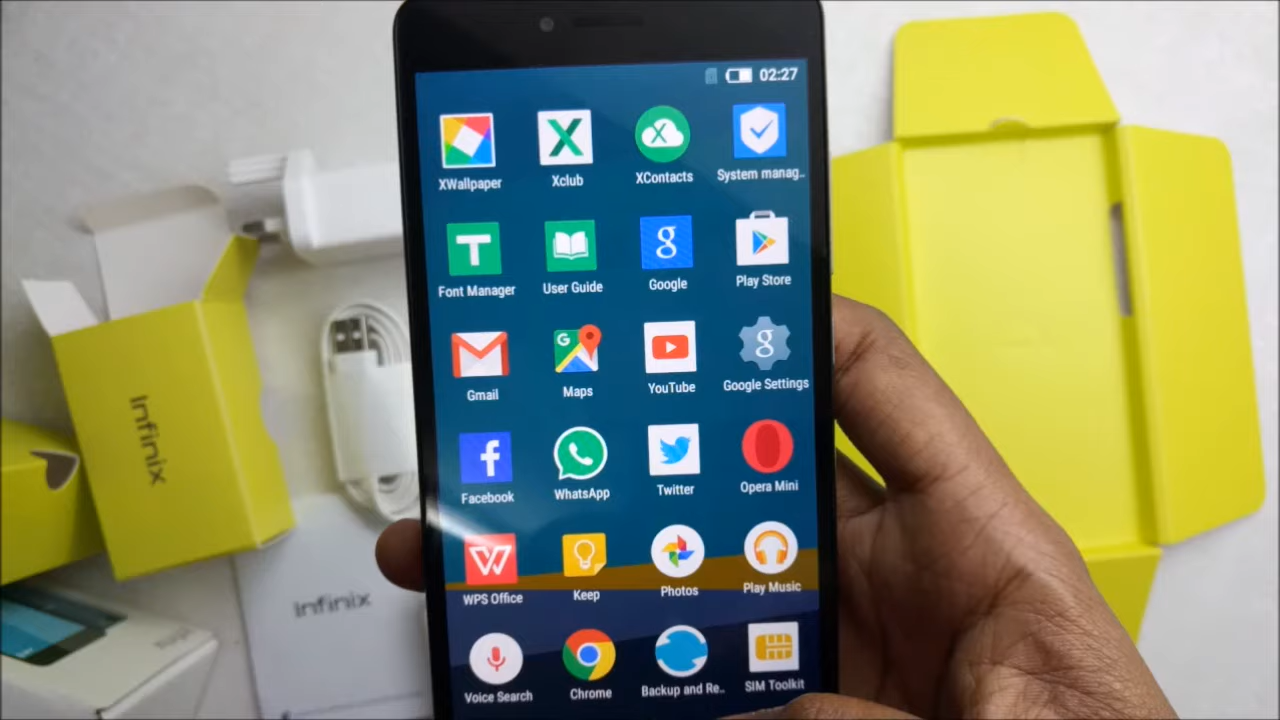 02:27
XWallpaper
Xclub
XContacts
System manag..
Font Manager
User Guide
Google
Play Store
Gmail
Maps
YouTube
Google Settings
Facebook
WhatsApp
Twitter
Opera Mini
WPS Office
Keep
Photos
Play Music
Voice Search
Chrome
Backup and Re..
SIM Toolkit
Infinix
Infinix